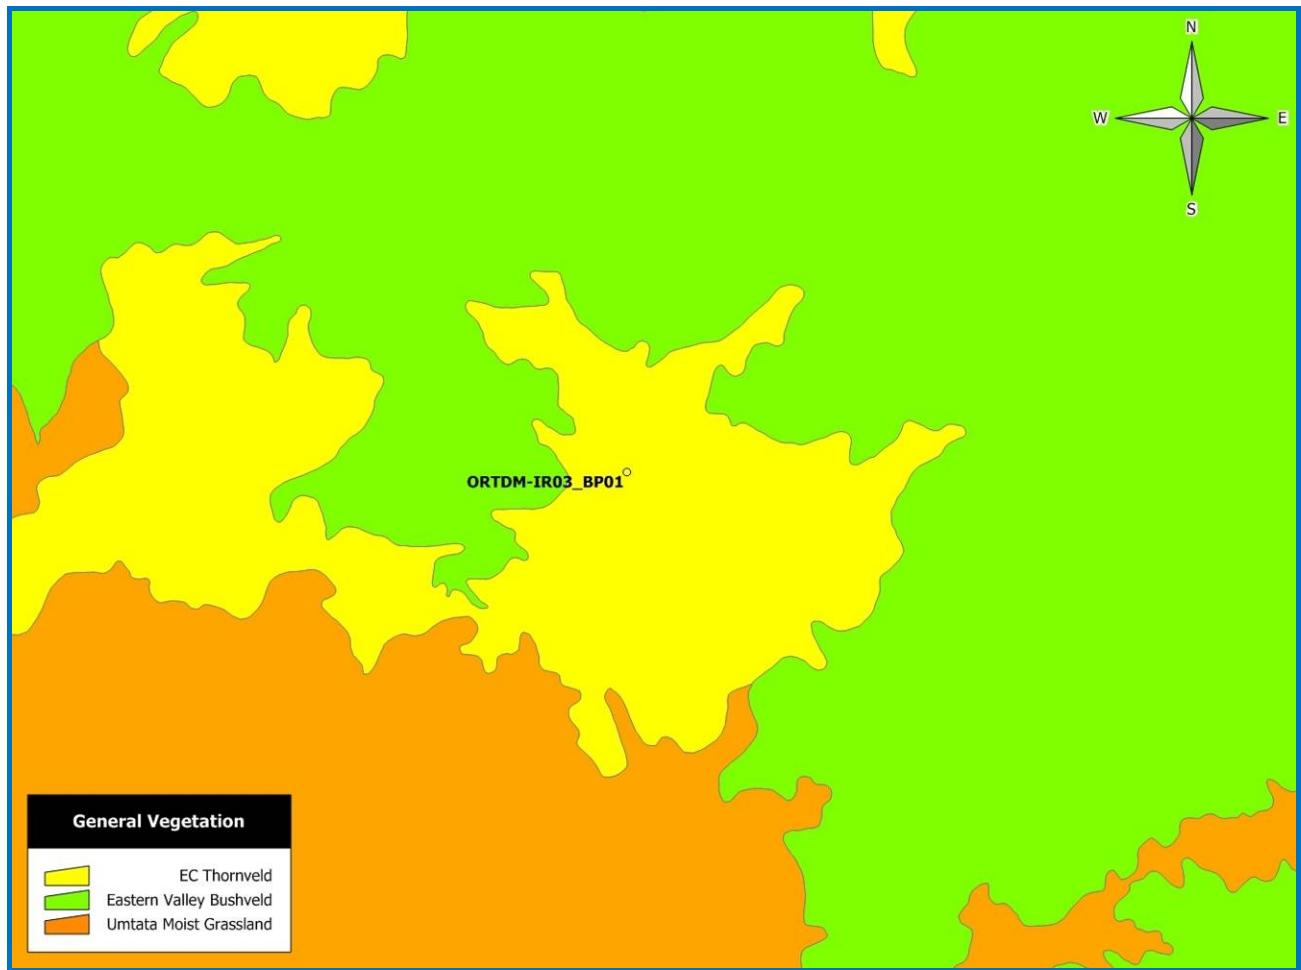 N
W E
S
ORTDM-IR03_BP01
General Vegetation
EC Thornveld
Eastern Valley Bushveld
Umtata Moist Grassland